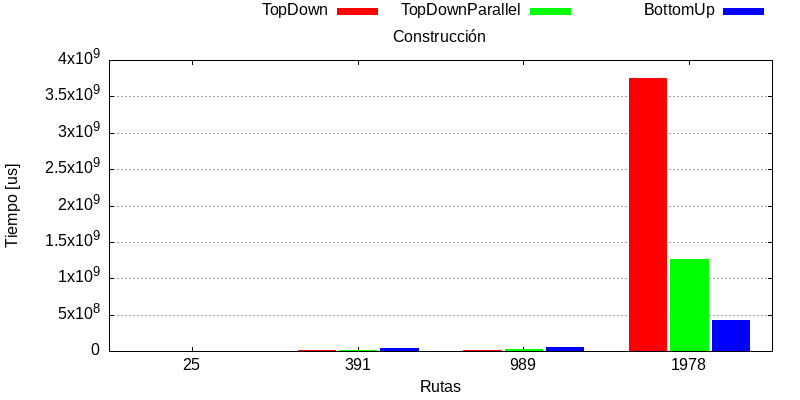 TopDown TopDownParallel BottomUp
Construcción
4x10⁹
3.5x10⁹
3x10⁹
2.5x10⁹
2x10⁹
1.5x10⁹
1x10⁹
5x10⁸
0
Tiempo [us]
25 391 989 1978
Rutas